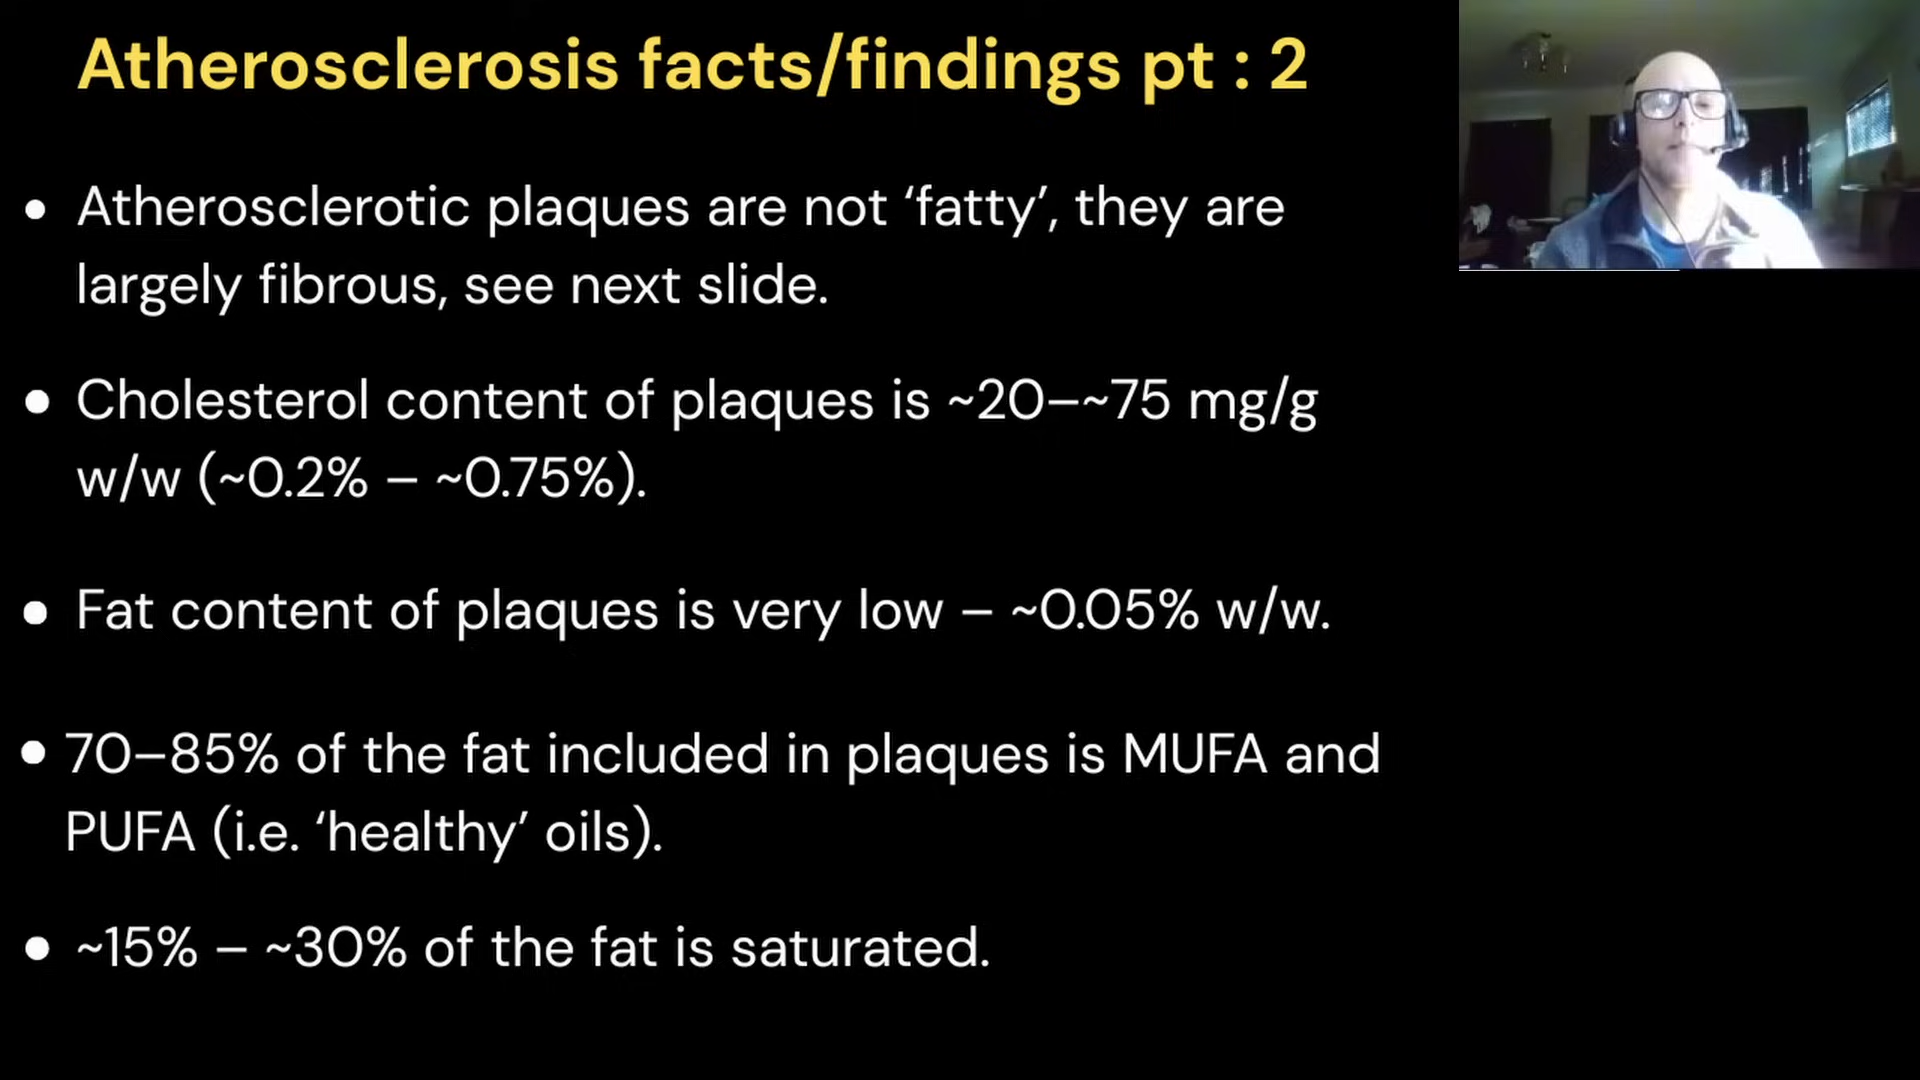 Atherosclerosis facts/findings pt : 2
• Atherosclerotic plaques are not ‘fatty’, they are
largely fibrous, see next slide.
• Cholesterol content of plaques is ~20–~75 mg/g
w/w (~0.2% – ~0.75%).
• Fat content of plaques is very low – ~0.05% w/w.
• 70–85% of the fat included in plaques is MUFA and
PUFA (i.e. ‘healthy’ oils).
• ~15% – ~30% of the fat is saturated.